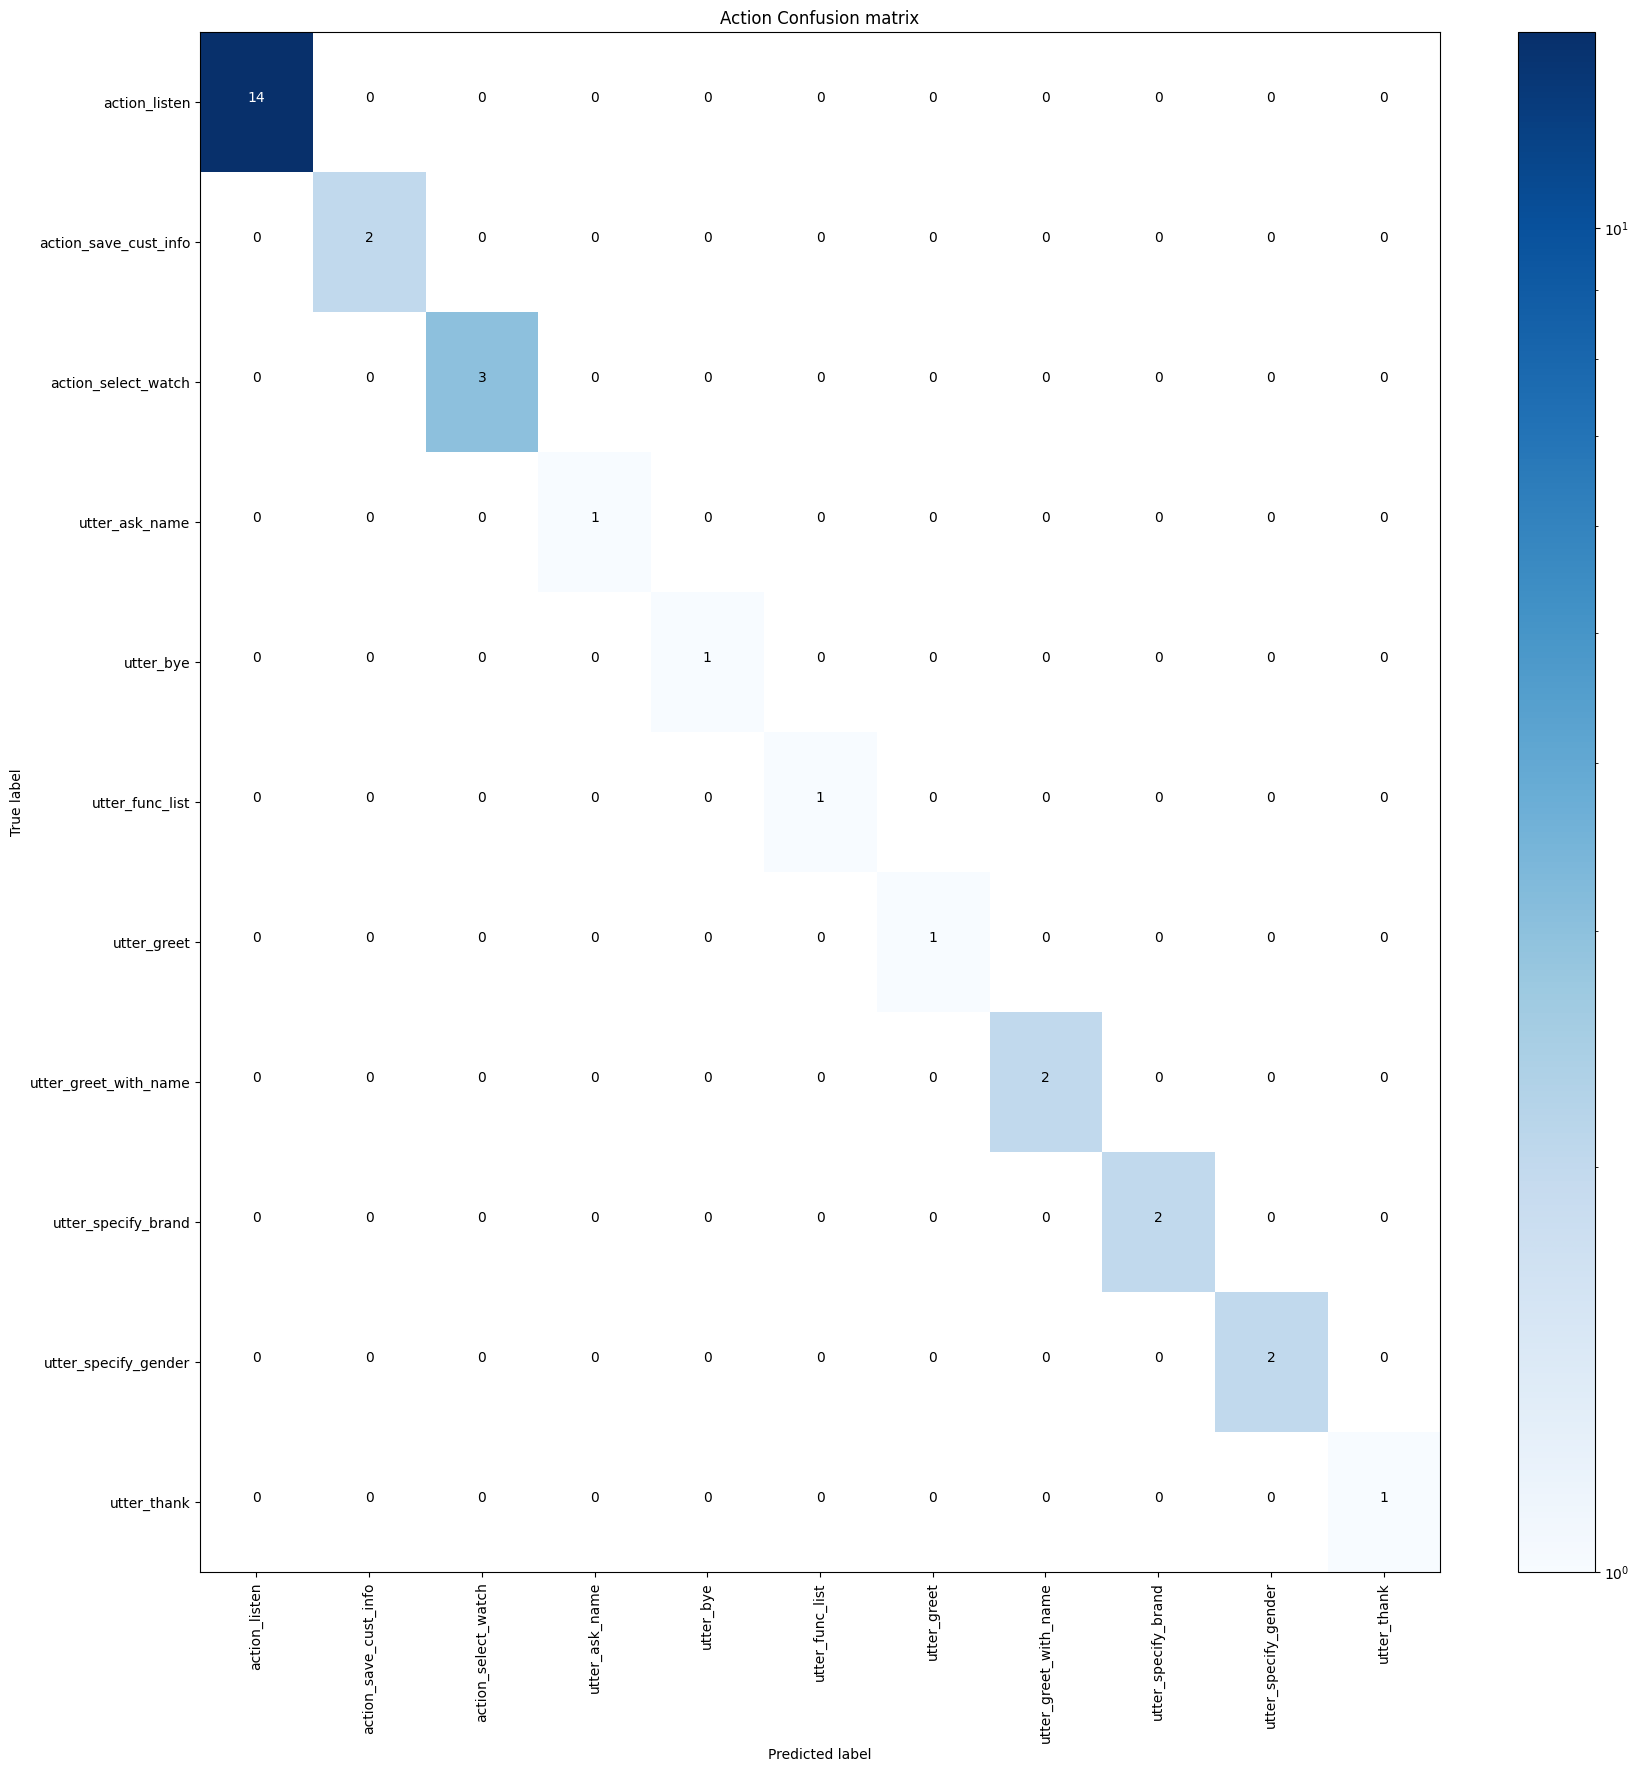 Action Confusion matrix
action_listen 14 0 0 0 0 0 0 0 0 0 0
action_save_cust_info 0 2 0 0 0 0 0 0 0 0 0
10¹
action_select_watch 0 0 3 0 0 0 0 0 0 0 0
utter_ask_name 0 0 0 1 0 0 0 0 0 0 0
utter_bye 0 0 0 0 1 0 0 0 0 0 0
True label
utter_func_list 0 0 0 0 0 1 0 0 0 0 0
utter_greet 0 0 0 0 0 0 1 0 0 0 0
utter_greet_with_name 0 0 0 0 0 0 0 2 0 0 0
utter_specify_brand 0 0 0 0 0 0 0 0 2 0 0
utter_specify_gender 0 0 0 0 0 0 0 0 0 2 0
utter_thank 0 0 0 0 0 0 0 0 0 0 1
10⁰
action_listen
action_save_cust_info
action_select_watch
utter_ask_name
utter_bye
utter_func_list
utter_greet
utter_greet_with_name
utter_specify_brand
utter_specify_gender
utter_thank
Predicted label